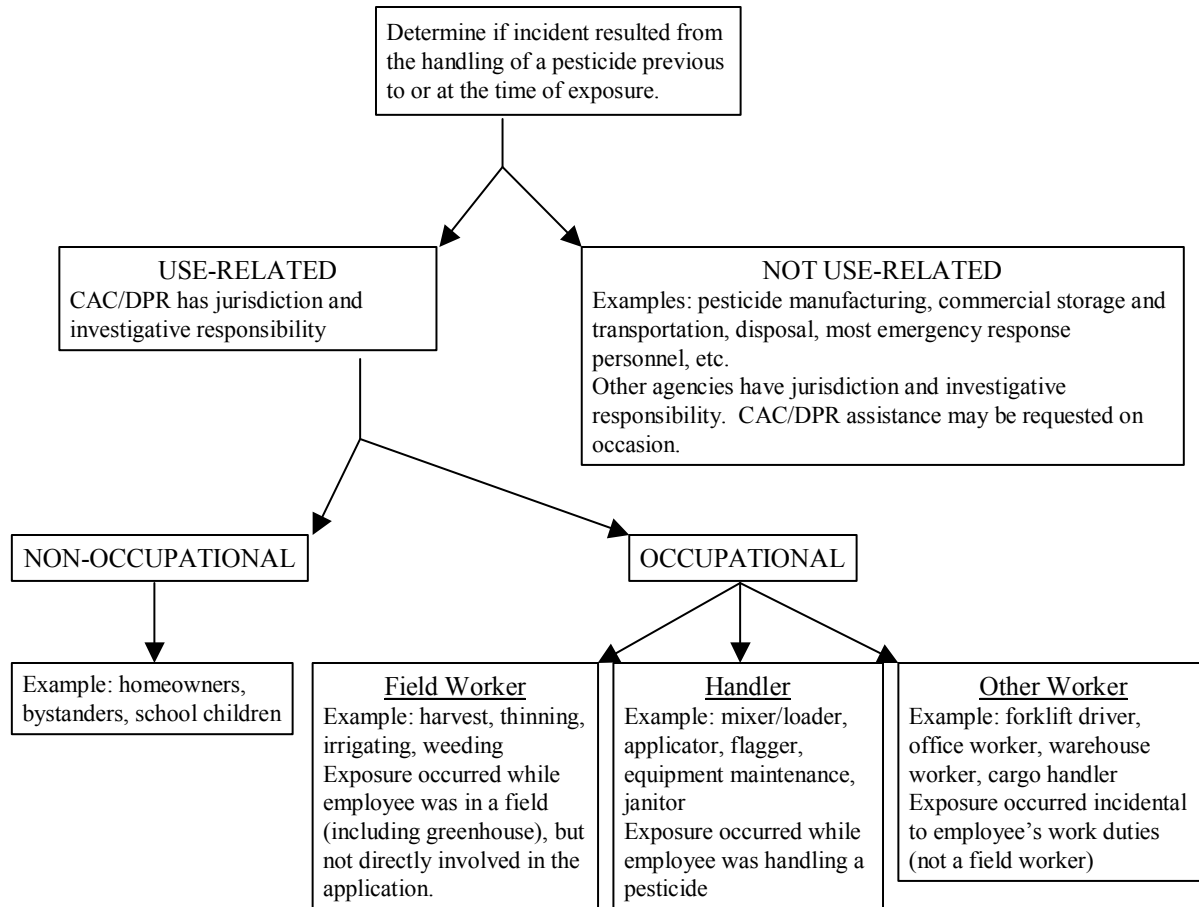 Determine if incident resulted from
the handling of a pesticide previous
to or at the time of exposure.
USE-RELATED
CAC/DPR has jurisdiction and
investigative responsibility
NOT USE-RELATED
Examples: pesticide manufacturing, commercial storage and
transportation, disposal, most emergency response
personnel, etc.
Other agencies have jurisdiction and investigative
responsibility.  CAC/DPR assistance may be requested on
occasion.
NON-OCCUPATIONAL
OCCUPATIONAL
Example: homeowners,
bystanders, school children
Field Worker
Example: harvest, thinning,
irrigating, weeding
Exposure occurred while
employee was in a field
(including greenhouse), but
not directly involved in the
application.
Handler
Example: mixer/loader,
applicator, flagger,
equipment maintenance,
janitor
Exposure occurred while
employee was handling a
pesticide
Other Worker
Example: forklift driver,
office worker, warehouse
worker, cargo handler
Exposure occurred incidental
to employee's work duties
(not a field worker)